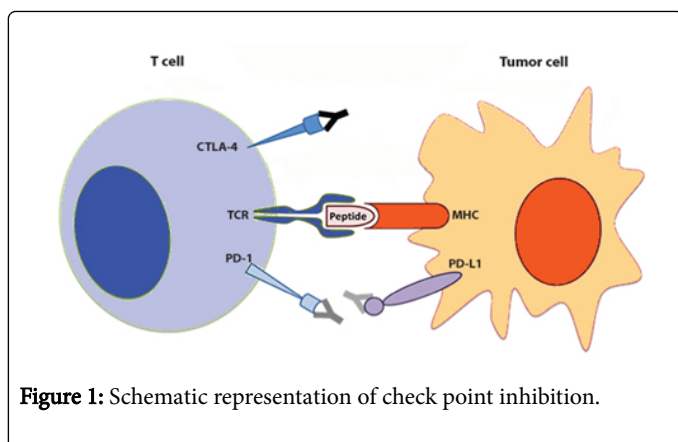 T cell
Tumor cell
CTLA-4
TCR
Peptide
MHC
PD-1
PD-L1
Figure 1: Schematic representation of check point inhibition.